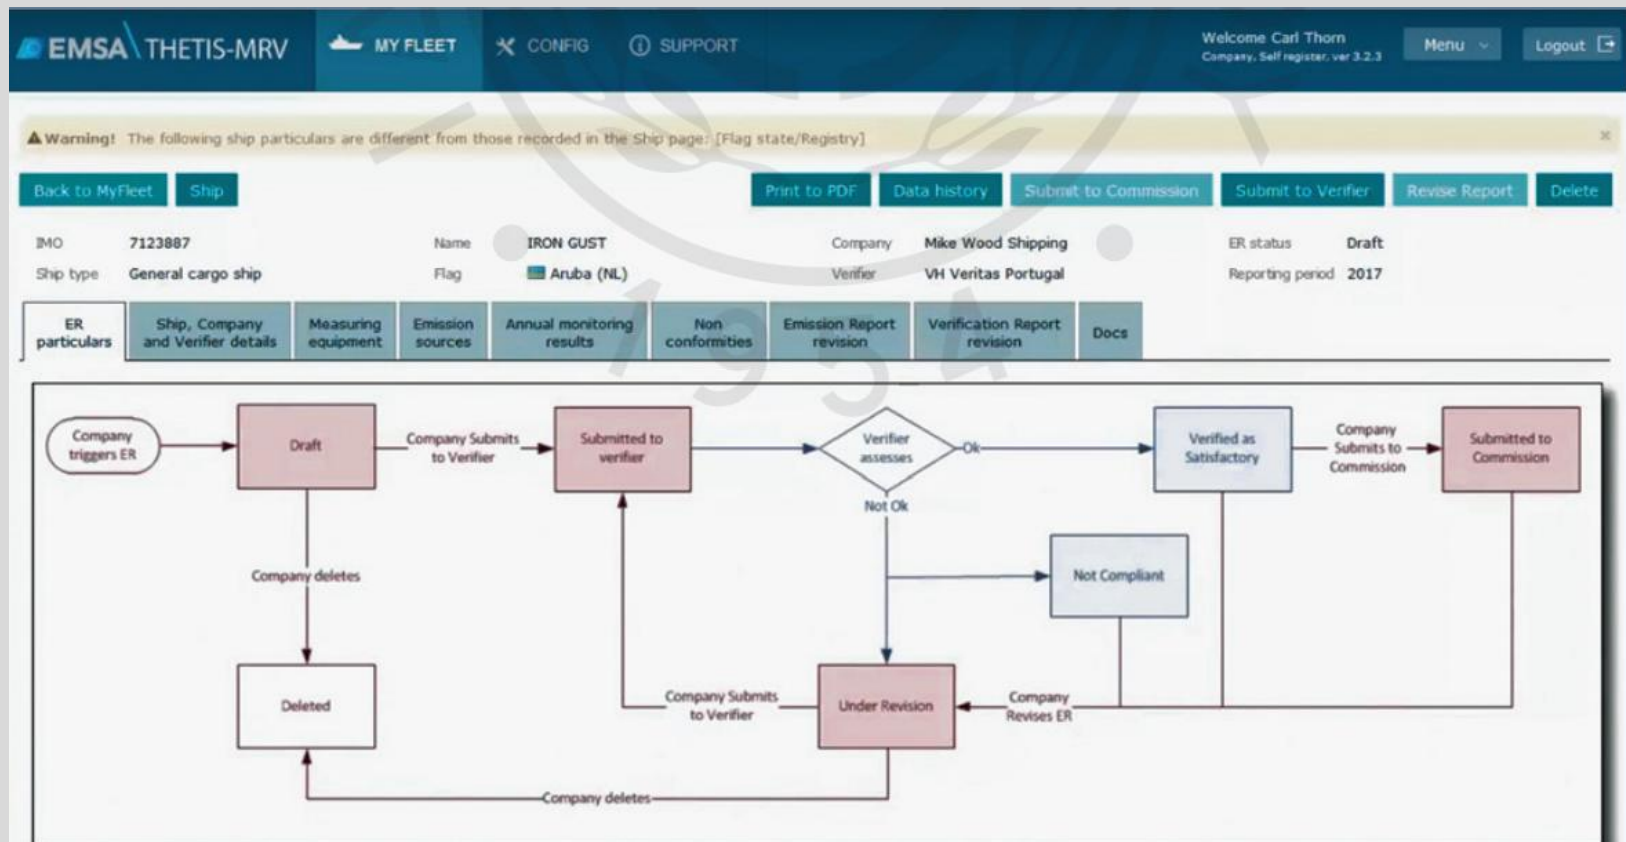 EMSA THETIS-MRV
MY FLEET
CONFIG
SUPPORT
Welcome Carl Thorn
Company, Self register, ver 3.2.3
Menu
Logout
Warning! The following ship particulars are different from those recorded in the Ship page: [Flag state/Registry]
Back to MyFleet
Ship
Print to PDF
Data history
Submit to Commission
Submit to Verifier
Revise Report
Delete
IMO 7123887
Name IRON GUST
Company Mike Wood Shipping
ER status Draft
Ship type General cargo ship
Flag Aruba (NL)
Verifier VH Veritas Portugal
Reporting period 2017
ER
particulars
Ship, Company
and Verifier details
Measuring
equipment
Emission
sources
Annual monitoring
results
Non
conformities
Emission Report
revision
Verification Report
revision
Docs
1954
Company
triggers ER
Draft
Company Submits
to Verifier
Submitted to
verifier
Verifier
assesses
Ok
Verified as
Satisfactory
Company
Submits to
Commission
Submitted to
Commission
Not Ok
Company deletes
Not Compliant
Deleted
Company Submits
to Verifier
Under Revision
Company
Revises ER
Company deletes